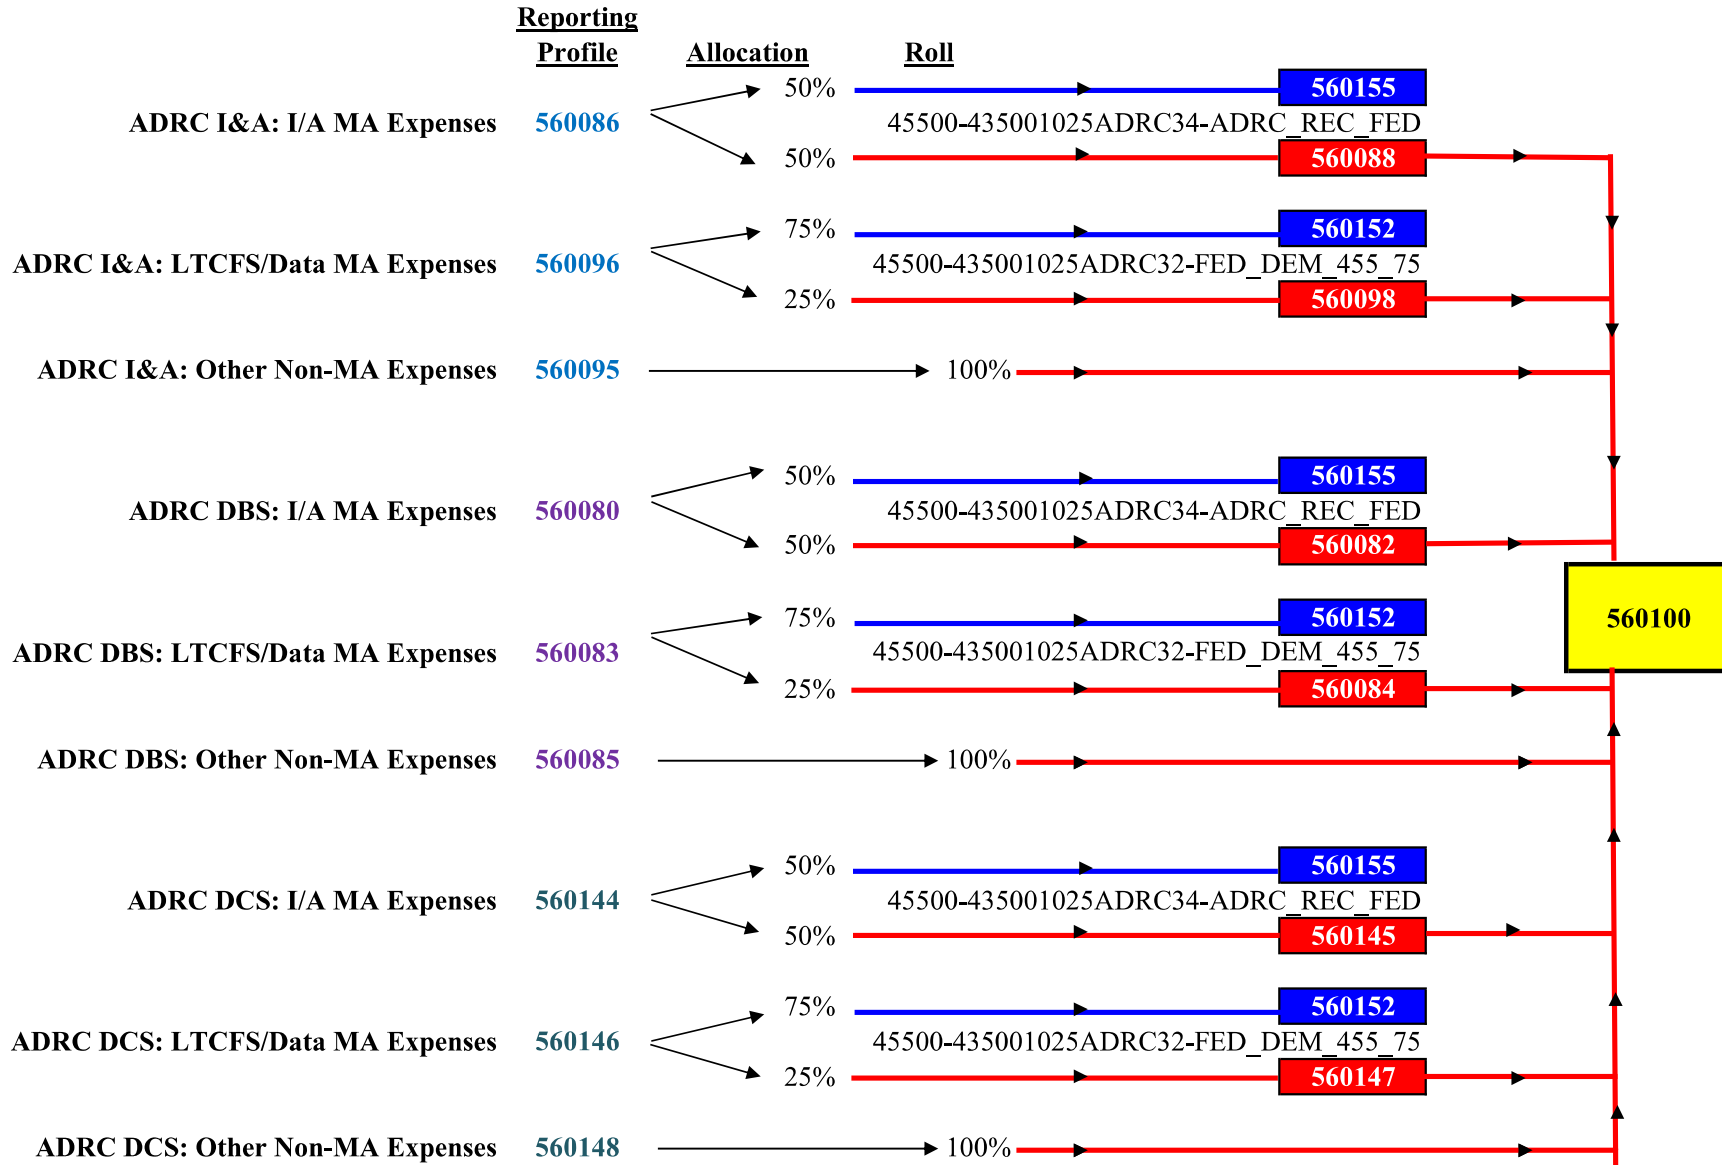 Reporting
Profile Allocation Roll
50% 560155
ADRC I&A: I/A MA Expenses 560086 45500-435001025ADRC34-ADRC_REC_FED
50% 560088
75% 560152
ADRC I&A: LTCFS/Data MA Expenses 560096 45500-435001025ADRC32-FED_DEM_455_75
25% 560098
ADRC I&A: Other Non-MA Expenses 560095 100%
50% 560155
ADRC DBS: I/A MA Expenses 560080 45500-435001025ADRC34-ADRC_REC_FED
50% 560082
75% 560152
560100
ADRC DBS: LTCFS/Data MA Expenses 560083 45500-435001025ADRC32-FED_DEM_455_75
25% 560084
ADRC DBS: Other Non-MA Expenses 560085 100%
50% 560155
ADRC DCS: I/A MA Expenses 560144 45500-435001025ADRC34-ADRC_REC_FED
50% 560145
75% 560152
ADRC DCS: LTCFS/Data MA Expenses 560146 45500-435001025ADRC32-FED_DEM_455_75
25% 560147
ADRC DCS: Other Non-MA Expenses 560148 100%